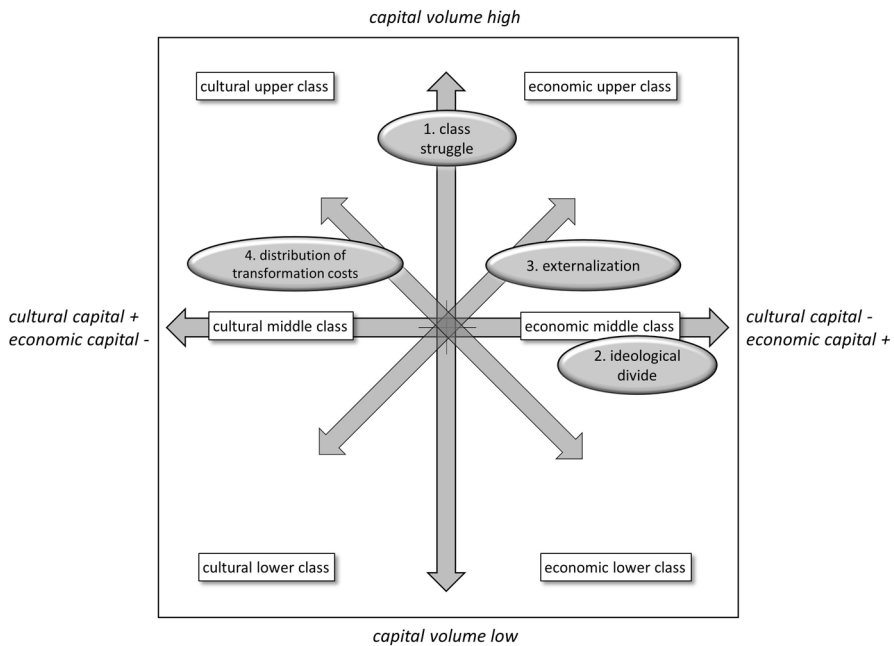 capital volume high
cultural upper class
economic upper class
1. class
struggle
4. distribution of
transformation costs
3. externalization
cultural capital +
economic capital -
cultural middle class
economic middle class
cultural capital -
economic capital +
2. ideological
divide
cultural lower class
economic lower class
capital volume low